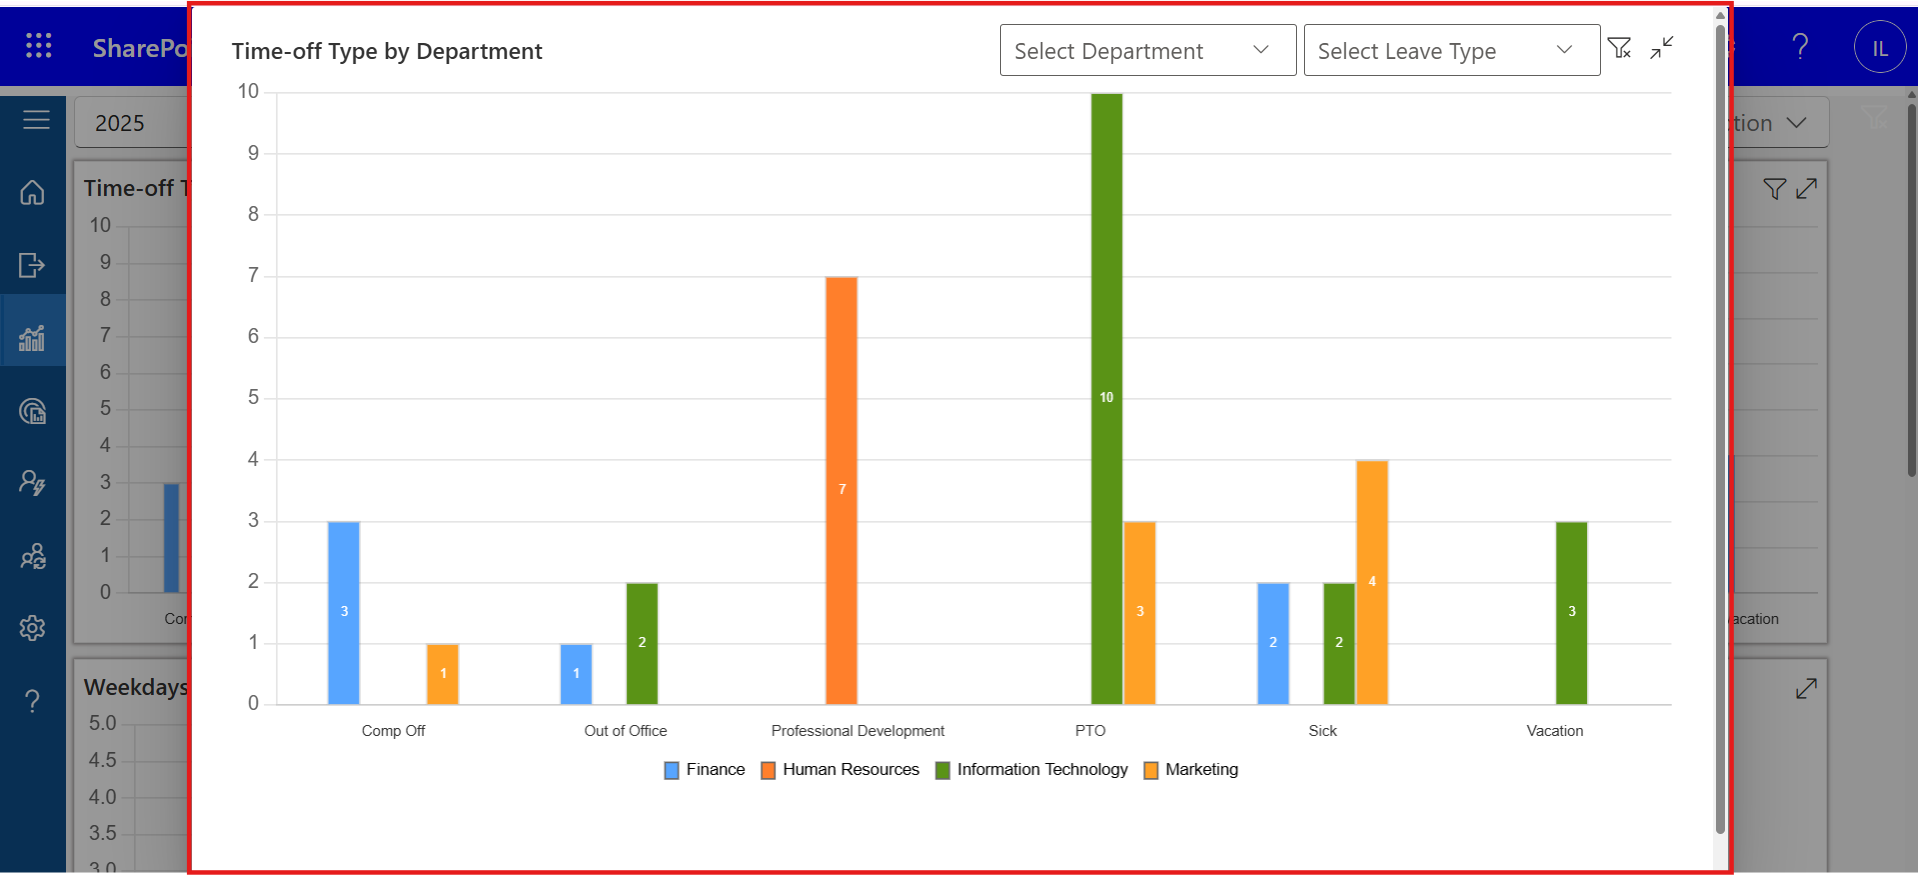 SharePo
?
IL
2025
ction
Time-off T
10
9
8
7
6
5
4
3
2
1
0
Cor
acation
Weekdays
5.0
4.5
4.0
3.5
3.0
?
Time-off Type by Department
Select Department
Select Leave Type
10
9
8
7
6
5
4
3
2
1
0
3
1
1
2
7
10
3
2
2
4
3
Comp Off
Out of Office
Professional Development
PTO
Sick
Vacation
Finance
Human Resources
Information Technology
Marketing